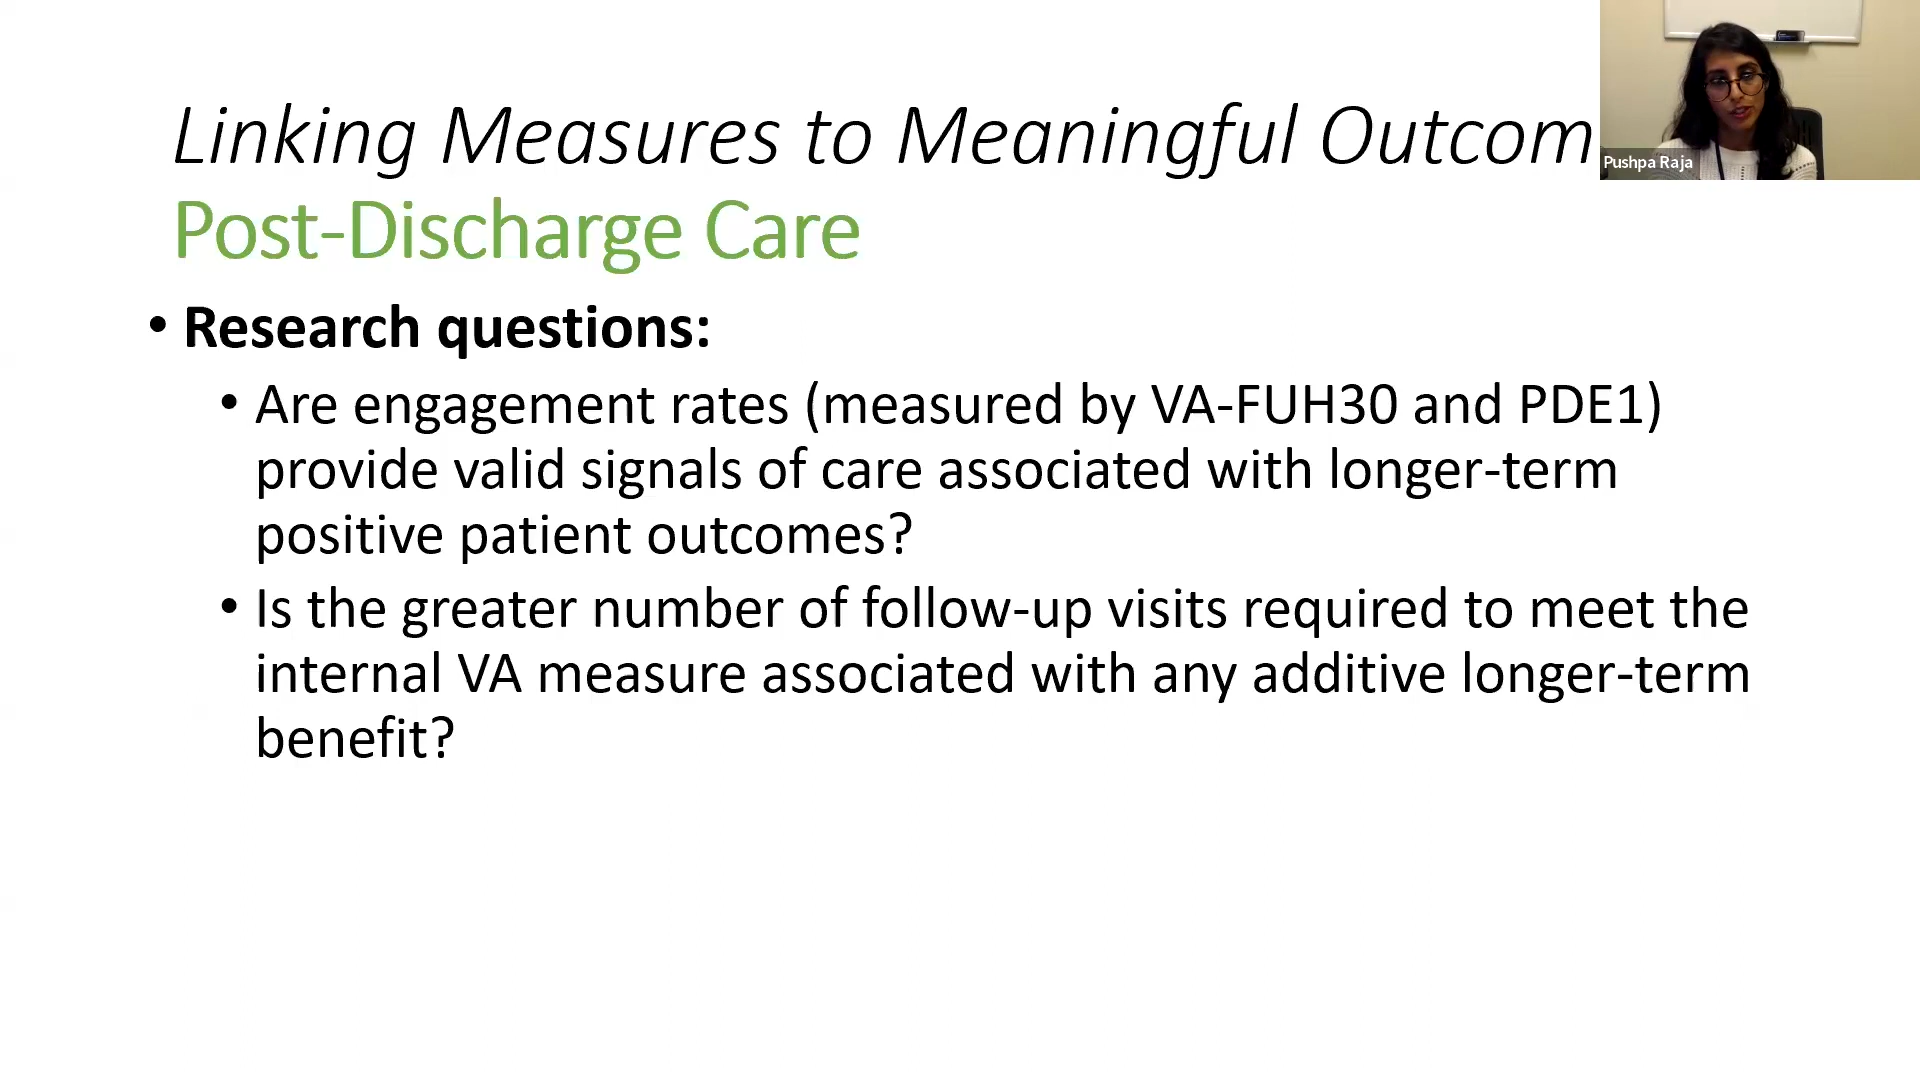 Linking Measures to Meaningful Outcom
Pushpa Raja
Post-Discharge Care
• Research questions:
• Are engagement rates (measured by VA-FUH30 and PDE1)
provide valid signals of care associated with longer-term
positive patient outcomes?
• Is the greater number of follow-up visits required to meet the
internal VA measure associated with any additive longer-term
benefit?